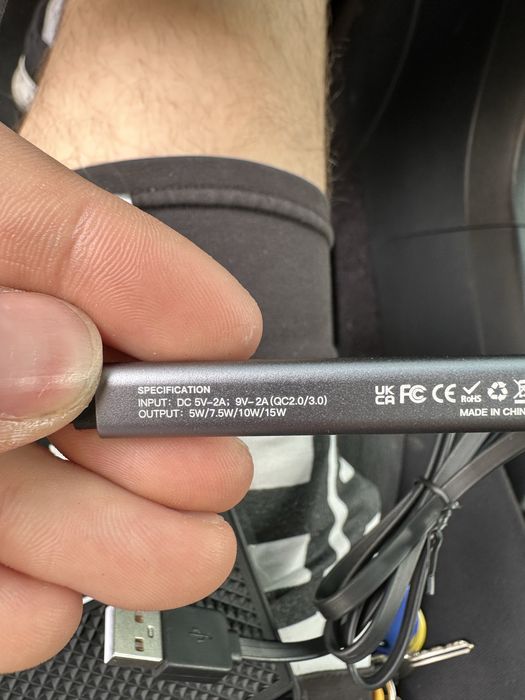 SPECIFICATION
INPUT: DC 5V-2A; 9V-2A(QC2.0/3.0)
OUTPUT: 5W/7.5W/10W/15W
UK
CA
FC CE
RoHS
MADE IN CHIN